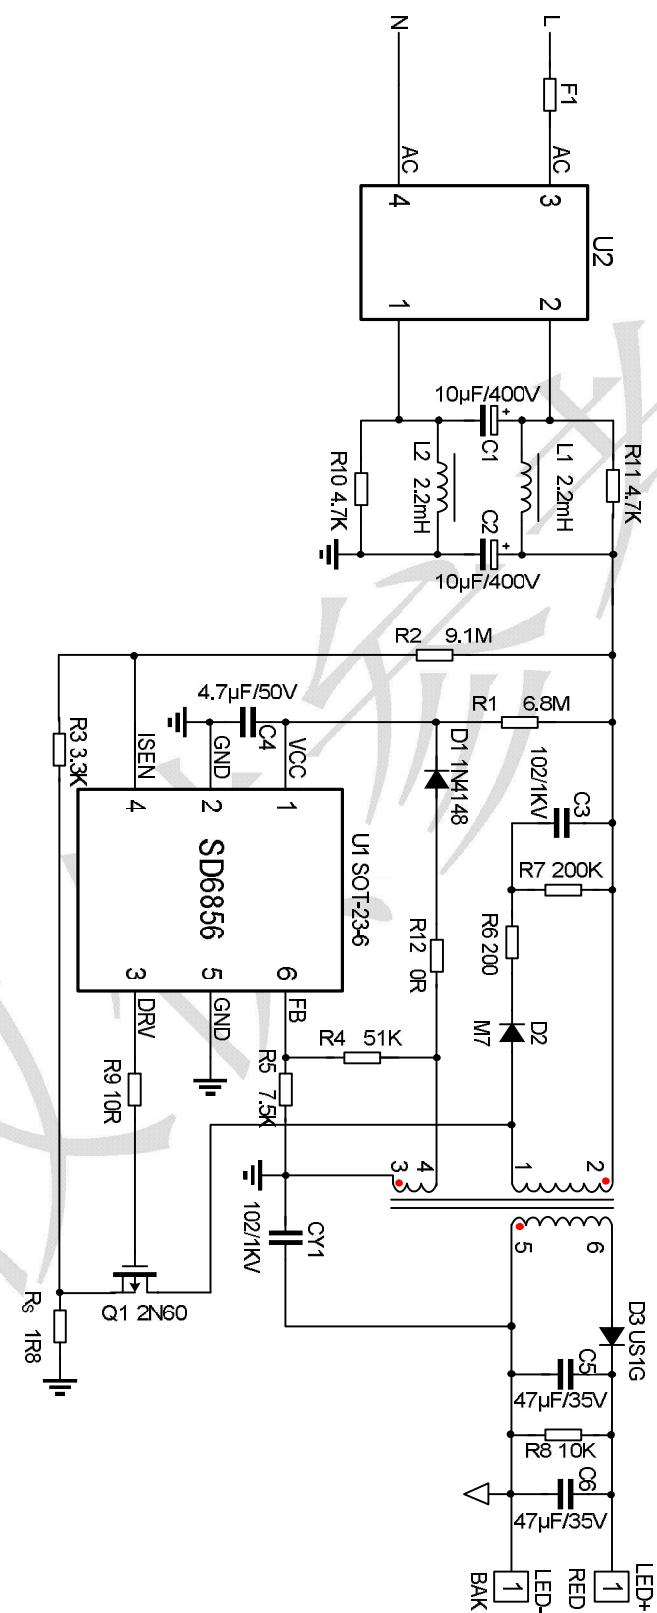 N
L
F1
AC
AC
4
3
U2
1
2
10µF/400V
+
C1
R10 4.7K
L2 2.2mH
L1 2.2mH
R11 4.7K
C2
+
10µF/400V
R2 9.1M
4.7µF/50V
C4
R1 6.8M
R3 3.3K
ISEN
GND
VCC
D1 1N4148
102/1KV
C3
4
2
1
R7 200K
SD6856
U1 SOT-23-6
R12 0R
R6 200
3
5
6
DRV
GND
FB
M7
D2
R4 51K
R9 10R
R5 7.5K
3
4
1
2
102/1KV
CY1
5
6
Q1 2N60
RS 1R8
D3 US1G
C5
47µF/35V
R8 10K
C6
47µF/35V
1
1
LED-
BAK
LED+
RED